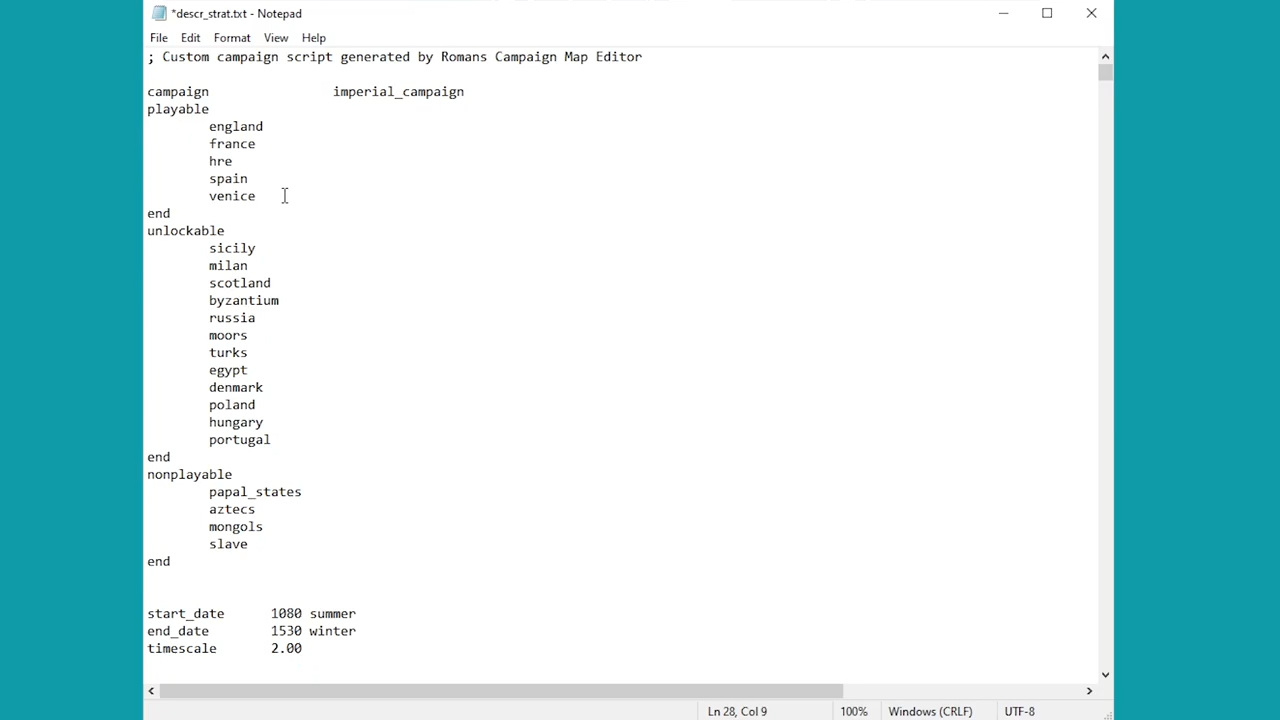 *descr_strat.txt - Notepad
File Edit Format View Help
; Custom campaign script generated by Romans Campaign Map Editor
campaign imperial_campaign
playable
england
france
hre
spain
venice
end
unlockable
sicily
milan
scotland
byzantium
russia
moors
turks
egypt
denmark
poland
hungary
portugal
end
nonplayable
papal_states
aztecs
mongols
slave
end
start_date 1080 summer
end_date 1530 winter
timescale 2.00
Ln 28, Col 9 100% Windows (CRLF) UTF-8